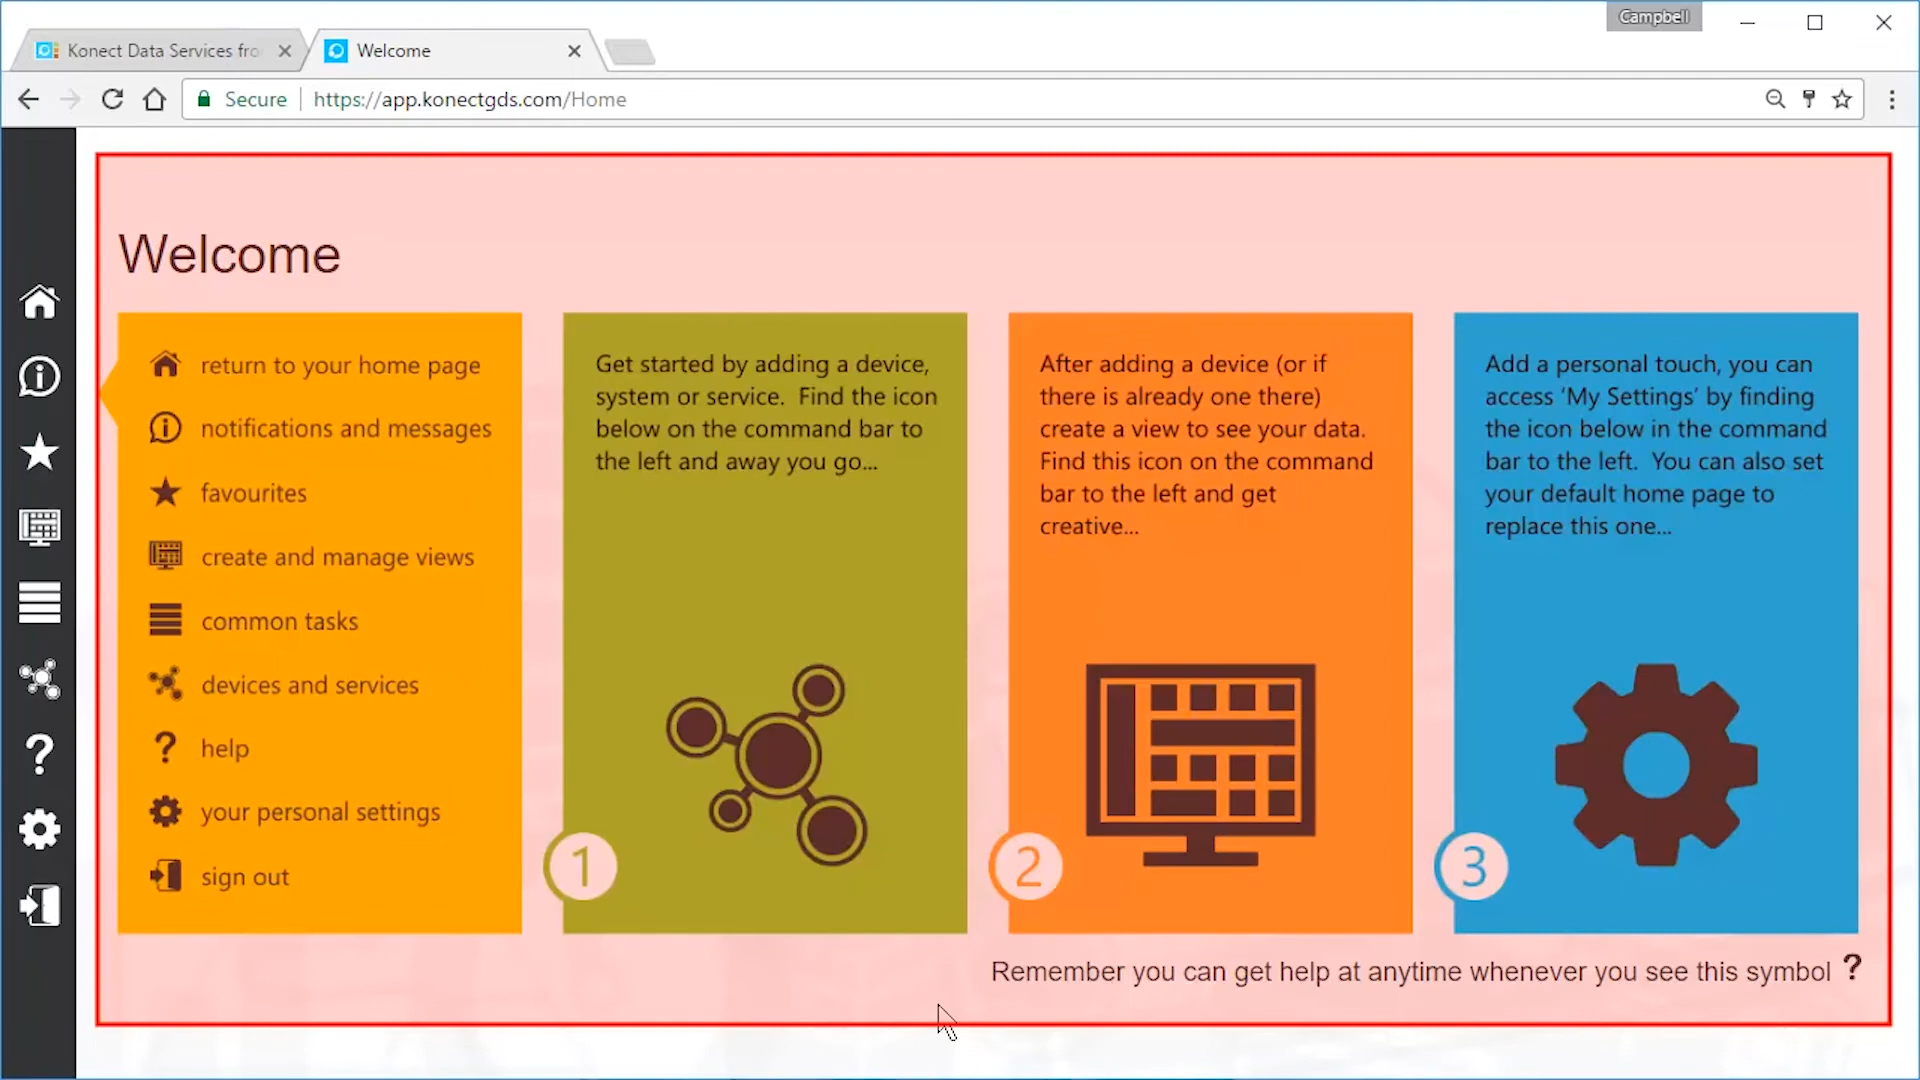 Campbell
Konect Data Services fro
Welcome
Secure
https://app.konectgds.com/Home
Welcome
return to your home page
notifications and messages
favourites
create and manage views
common tasks
devices and services
help
your personal settings
sign out
Get started by adding a device,
system or service.  Find the icon
below on the command bar to
the left and away you go...
1
After adding a device (or if
there is already one there)
create a view to see your data.
Find this icon on the command
bar to the left and get
creative...
2
Add a personal touch, you can
access ‘My Settings’ by finding
the icon below in the command
bar to the left.  You can also set
your default home page to
replace this one...
3
Remember you can get help at anytime whenever you see this symbol ?